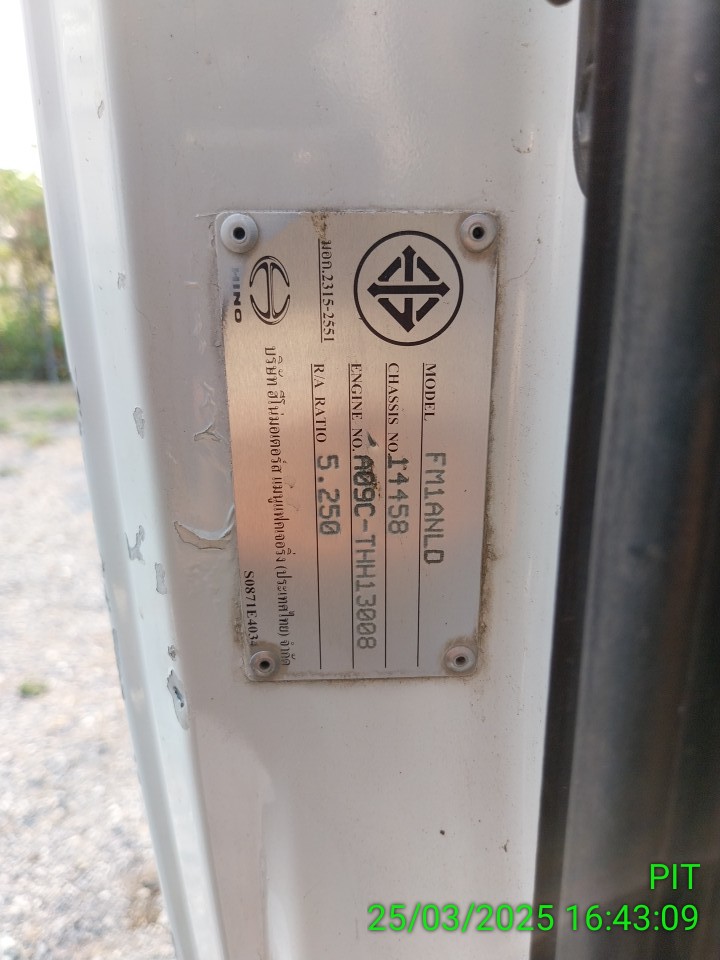 HINO
มอก.2315-2551
MODEL FM1ANLD
CHASSIS NO. 14458
ENGINE NO. A09C-THH13008
R/A RATIO 5.250
บริษัท ฮีโน่มอเตอร์ส แมนูแฟคเจอริ่ง (ประเทศไทย) จำกัด
S0871E4034
PIT
25/03/2025 16:43:09